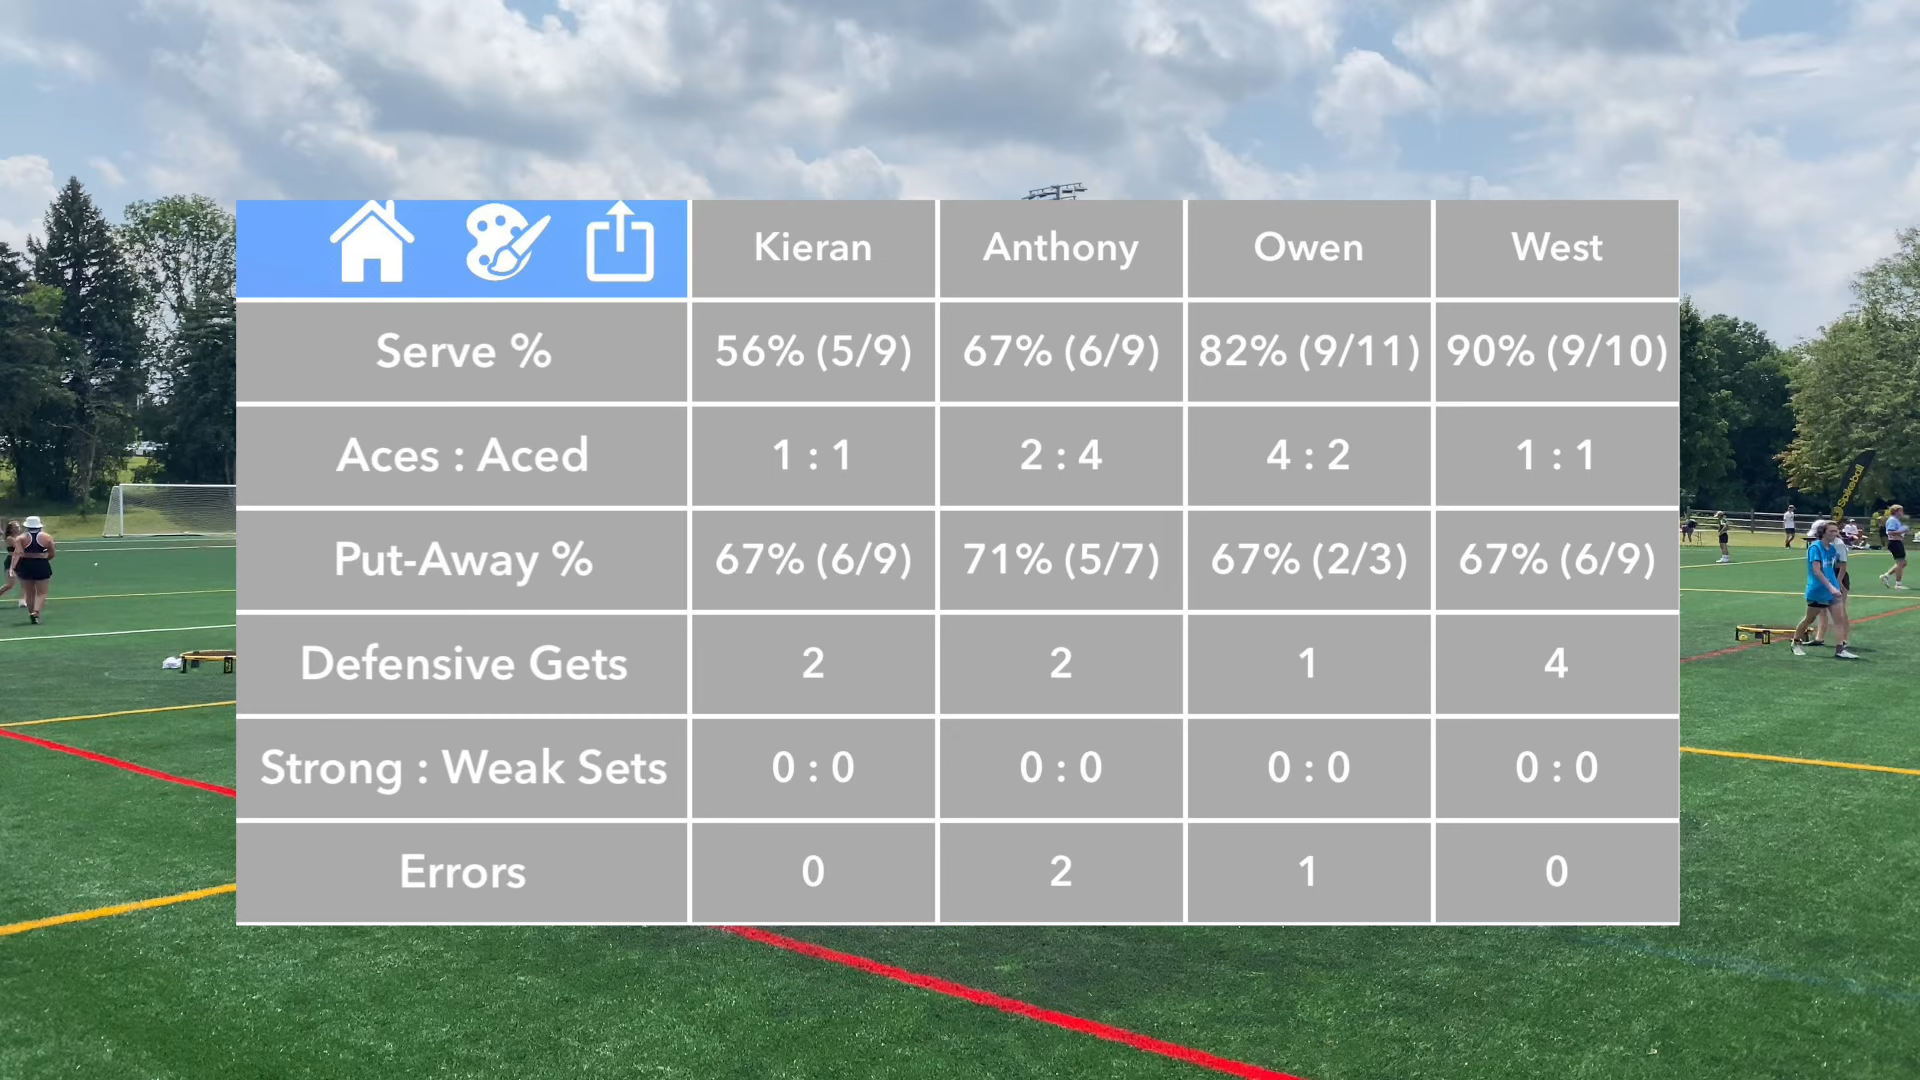 Kieran Anthony Owen West
Serve % 56% (5/9) 67% (6/9) 82% (9/11) 90% (9/10)
Aces : Aced 1 : 1 2 : 4 4 : 2 1 : 1
Put-Away % 67% (6/9) 71% (5/7) 67% (2/3) 67% (6/9)
Spikeball
Defensive Gets 2 2 1 4
Strong : Weak Sets 0 : 0 0 : 0 0 : 0 0 : 0
Errors 0 2 1 0